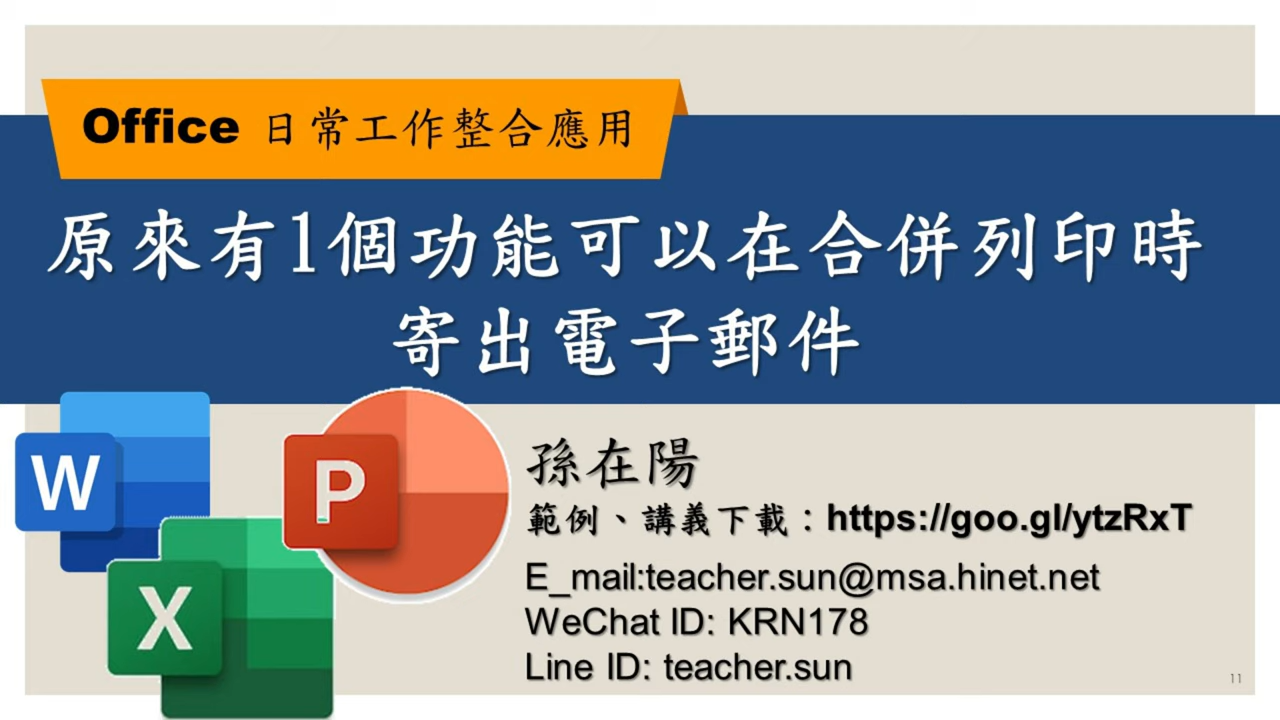 Office 日常工作整合應用
原來有1個功能可以在合併列印時
寄出電子郵件
W
P
X
孫在陽
範例、講義下載：https://goo.gl/ytzRxT
E_mail:teacher.sun@msa.hinet.net
WeChat ID: KRN178
Line ID: teacher.sun
11